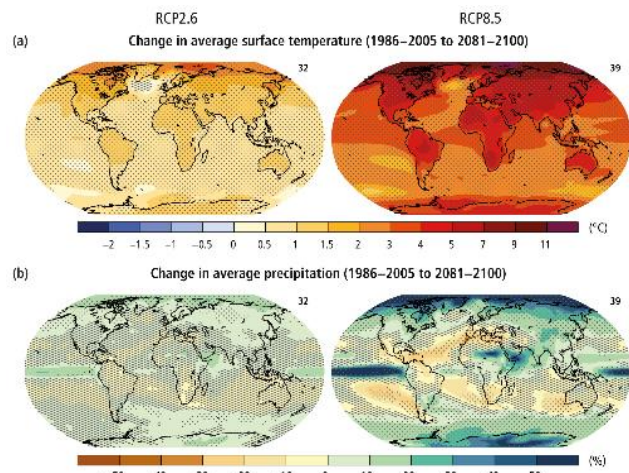 RCP2.6 RCP8.5
(a) Change in average surface temperature (1986–2005 to 2081–2100)
32 39
−2 −1.5 −1 −0.5 0 0.5 1 1.5 2 3 4 5 7 9 11 (°C)
(b) Change in average precipitation (1986–2005 to 2081–2100)
32 39
(%)